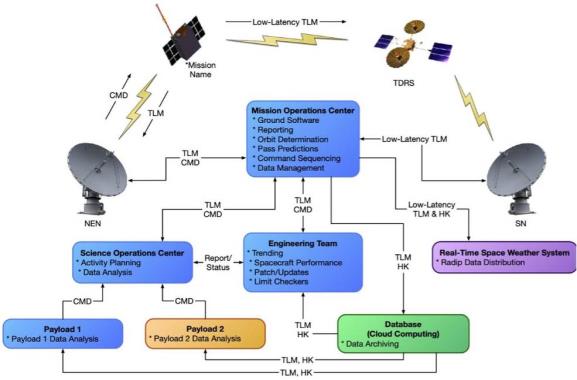 Low-Latency TLM
*Mission
Name
TDRS
CMD
TLM
Mission Operations Center
* Ground Software
* Reporting
* Orbit Determination
* Pass Predictions
* Command Sequencing
* Data Management
TLM
CMD
Low-Latency TLM
NEN
SN
TLM
CMD
TLM
CMD
Low-Latency
TLM & HK
Science Operations Center
* Activity Planning
* Data Analysis
Report/
Status
Engineering Team
* Trending
* Spacecraft Performance
* Patch/Updates
* Limit Checkers
TLM
HK
Real-Time Space Weather System
* Radip Data Distribution
CMD
CMD
Payload 1
* Payload 1 Data Analysis
Payload 2
* Payload 2 Data Analysis
TLM
HK
Database
(Cloud Computing)
* Data Archiving
TLM, HK
TLM, HK